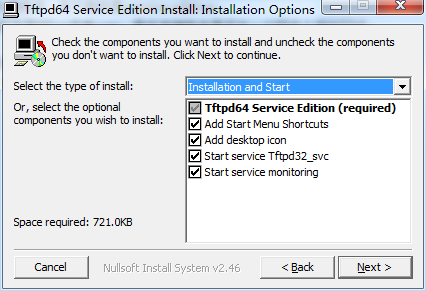 Tftpd64 Service Edition Install: Installation Options
Check the components you want to install and uncheck the components
you don't want to install. Click Next to continue.
Select the type of install:
Installation and Start
Or, select the optional
components you wish to install:
Tftpd64 Service Edition (required)
Add Start Menu Shortcuts
Add desktop icon
Start service Tftpd32_svc
Start service monitoring
Space required: 721.0KB
Cancel
Nullsoft Install System v2.46
< Back
Next >